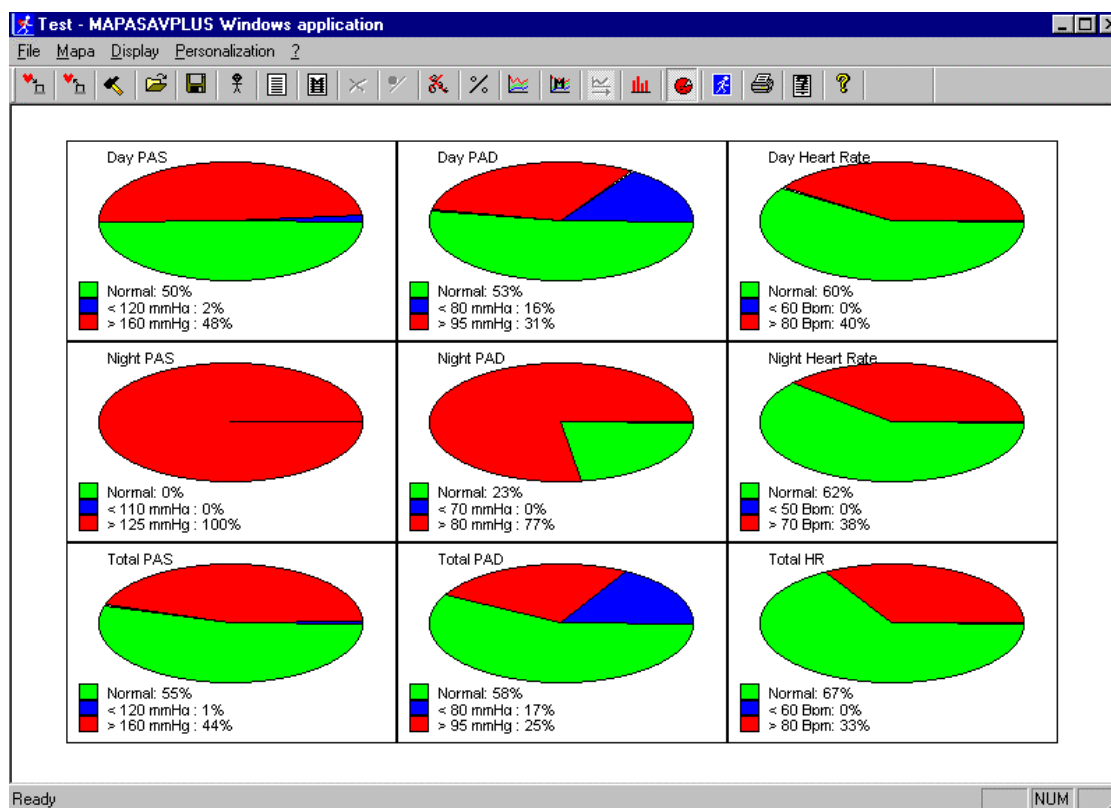 Test - MAPASAVPLUS Windows application
File Mapa Display Personalization ?
Day PAS
Normal: 50%
< 120 mmHg : 2%
> 160 mmHg : 48%
Day PAD
Normal: 53%
< 80 mmHg : 16%
> 95 mmHg : 31%
Day Heart Rate
Normal: 60%
< 60 Bpm: 0%
> 80 Bpm: 40%
Night PAS
Normal: 0%
< 110 mmHg : 0%
> 125 mmHg : 100%
Night PAD
Normal: 23%
< 70 mmHg : 0%
> 80 mmHg : 77%
Night Heart Rate
Normal: 62%
< 50 Bpm: 0%
> 70 Bpm: 38%
Total PAS
Normal: 55%
< 120 mmHg : 1%
> 160 mmHg : 44%
Total PAD
Normal: 58%
< 80 mmHg : 17%
> 95 mmHg : 25%
Total HR
Normal: 67%
< 60 Bpm: 0%
> 80 Bpm: 33%
Ready NUM